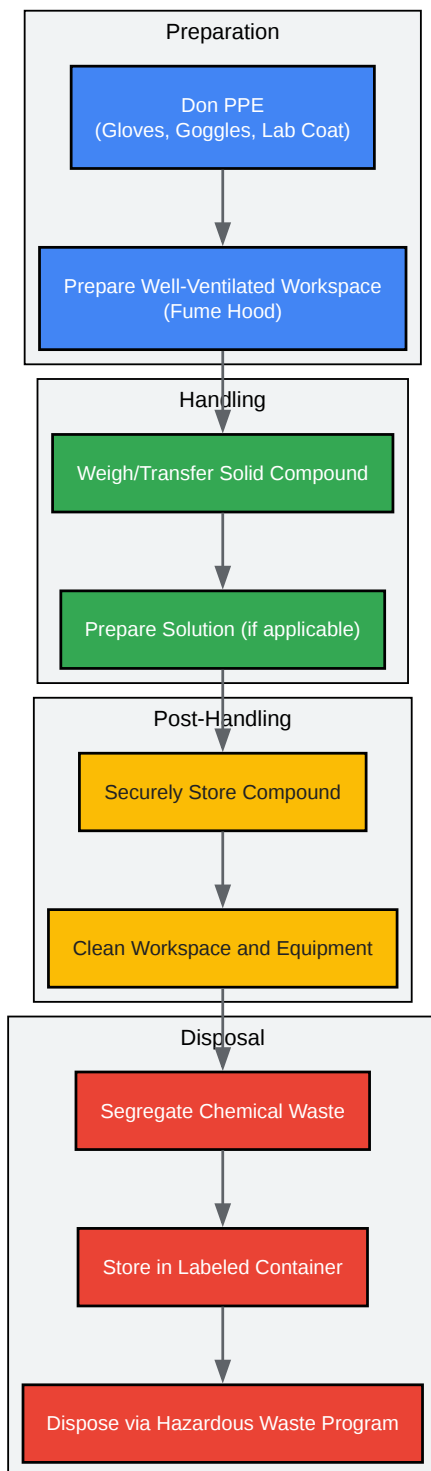 Preparation
Don PPE
(Gloves, Goggles, Lab Coat)
Prepare Well-Ventilated Workspace
(Fume Hood)
Handling
Weigh/Transfer Solid Compound
Prepare Solution (if applicable)
Post-Handling
Securely Store Compound
Clean Workspace and Equipment
Disposal
Segregate Chemical Waste
Store in Labeled Container
Dispose via Hazardous Waste Program